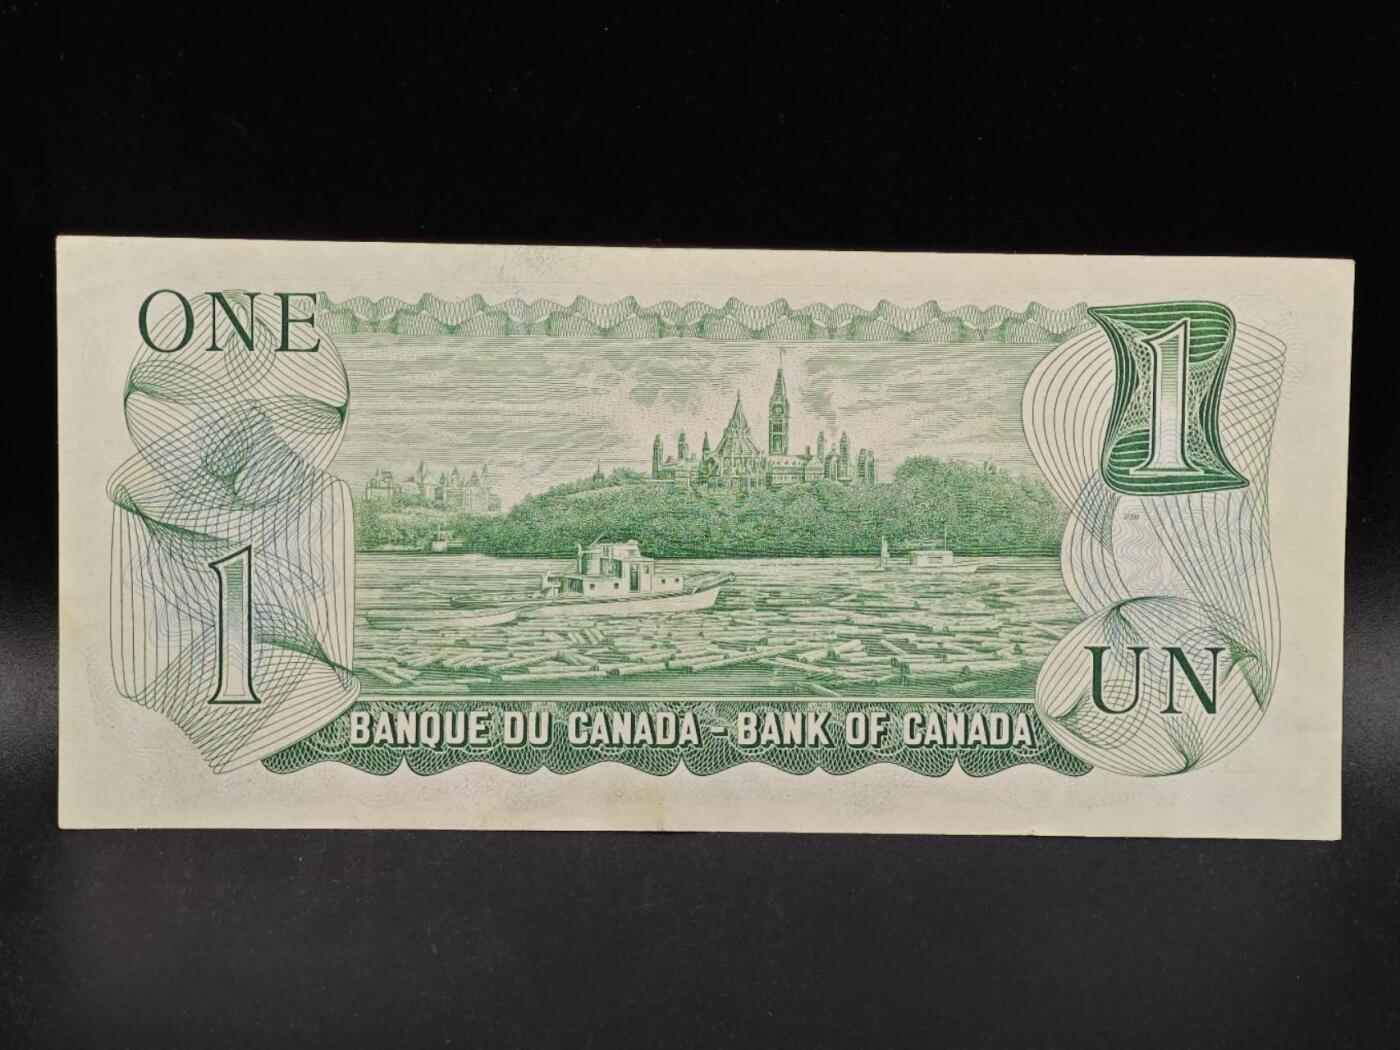 ONE
1
1
UN
BANQUE DU CANADA - BANK OF CANADA